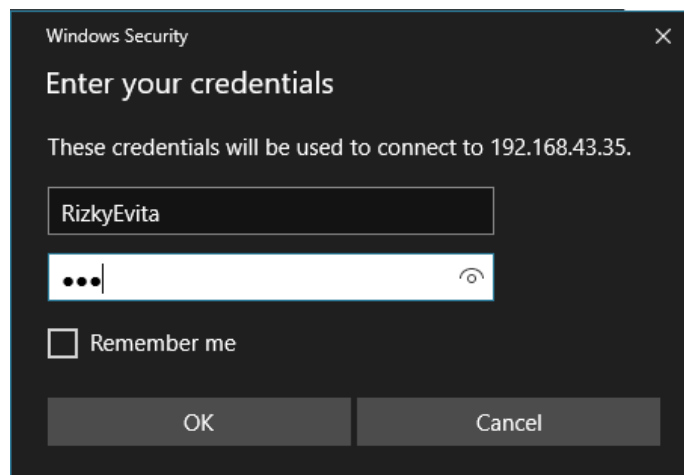 Windows Security
Enter your credentials
These credentials will be used to connect to 192.168.43.35.
RizkyEvita
•••
Remember me
OK
Cancel